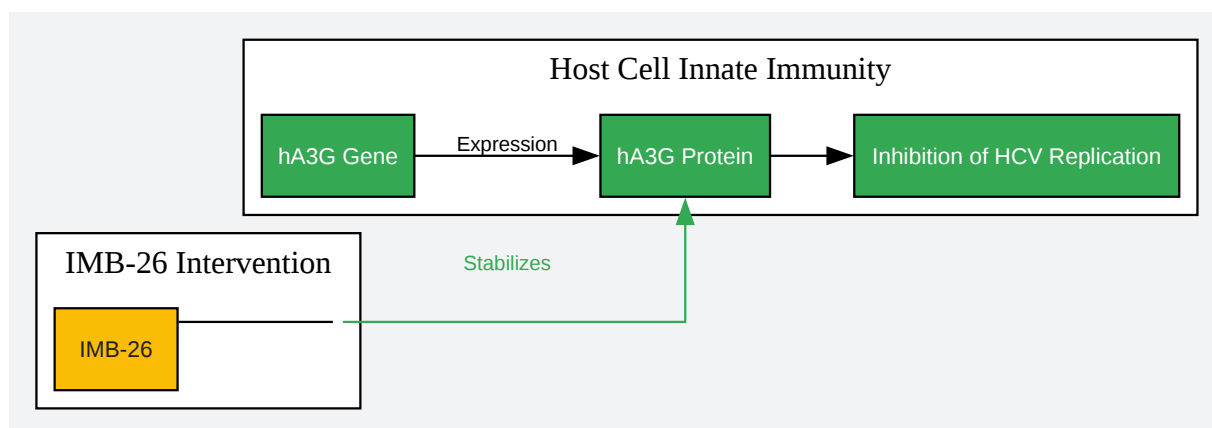 Host Cell Innate Immunity
hA3G Gene
Expression
hA3G Protein
Inhibition of HCV Replication
IMB-26 Intervention
Stabilizes
IMB-26